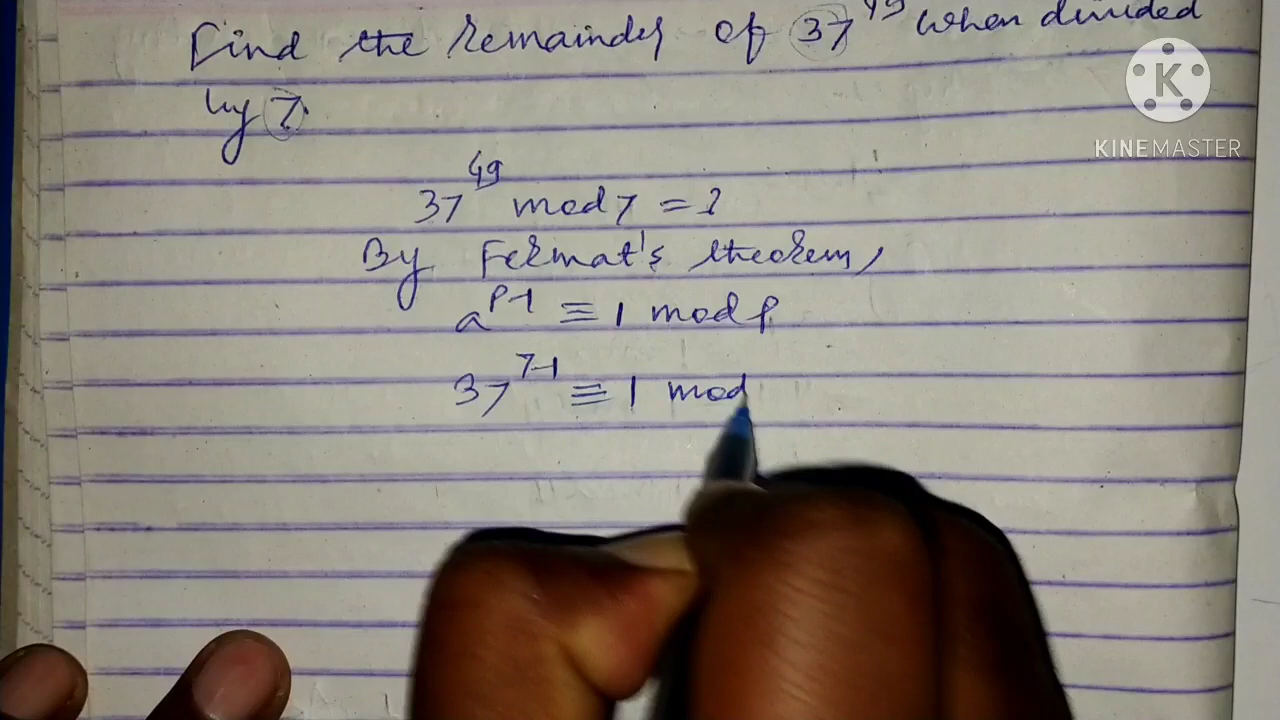 Find the remainder of 37^49 when divided
by 7.
K
KINEMASTER
37^49 mod 7 = ?
By Fermat's theorem,
a^p-1 ≡ 1 mod p
37^7-1 ≡ 1 mod